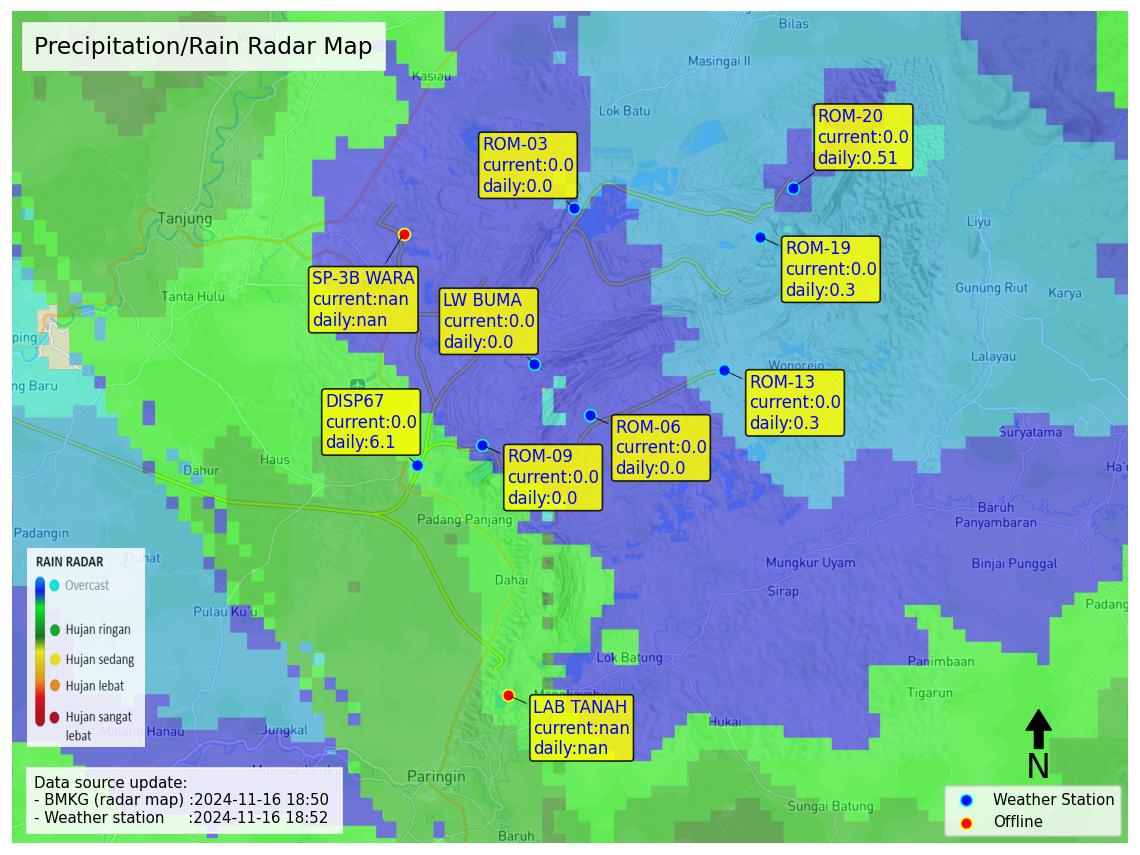 Precipitation/Rain Radar Map
Bilas
Masingai II
Kasiau
Lok Batu
ROM-20
current:0.0
daily:0.51
ROM-03
current:0.0
daily:0.0
Tanjung
Liyu
ROM-19
current:0.0
daily:0.3
SP-3B WARA
current:nan
daily:nan
LW BUMA
current:0.0
daily:0.0
Tanta Hulu
Gunung Riut
Karya
ping
Layalau
Wonorejo
ng Baru
ROM-13
current:0.0
daily:0.3
DISP67
current:0.0
daily:6.1
ROM-06
current:0.0
daily:0.0
Suryatama
ROM-09
current:0.0
daily:0.0
Haus
Dahur
Ha'u
Padang Panjang
Baruh
Panyambaran
Padangin
Duhat
Mungkur Uyam
Binjai Punggal
RAIN RADAR
Overcast
Hujan ringan
Hujan sedang
Hujan lebat
Hujan sangat
lebat
Dahai
Sirap
Padang
Pulau Ku'u
Lok Batung
Panimbaan
Tigarun
LAB TANAH
current:nan
daily:nan
Hukai
Matang Hanau
Jungkal
N
Paringin
Sungai Batung
Baruh
Data source update:
- BMKG (radar map) :2024-11-16 18:50
- Weather station :2024-11-16 18:52
Weather Station
Offline